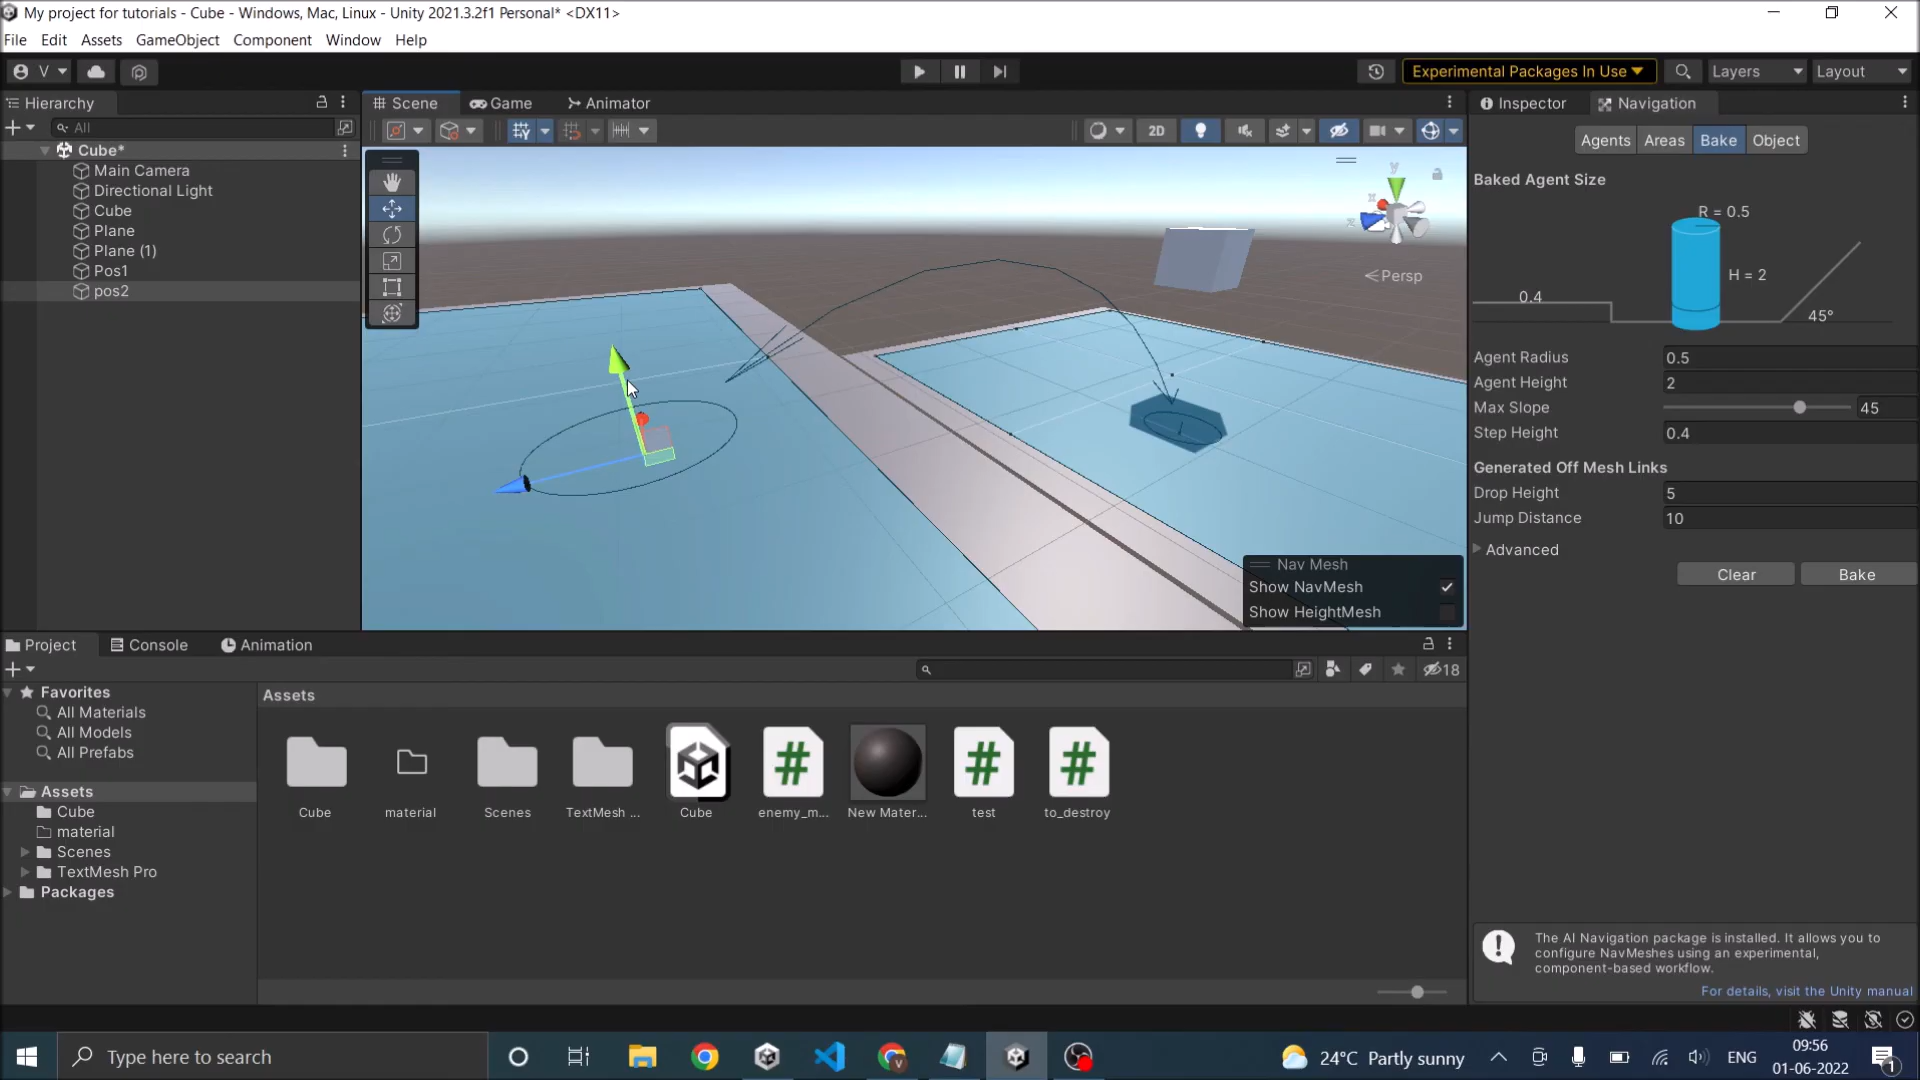 My project for tutorials - Cube - Windows, Mac, Linux - Unity 2021.3.2f1 Personal* <DX11>
File Edit Assets GameObject Component Window Help
V
Experimental Packages In Use
Layers
Layout
Hierarchy
All
Cube*
Main Camera
Directional Light
Cube
Plane
Plane (1)
Pos1
pos2
Scene
Game
Animator
2D
y
x
z
Persp
Nav Mesh
Show NavMesh
Show HeightMesh
Inspector
Navigation
Agents
Areas
Bake
Object
Baked Agent Size
R = 0.5
H = 2
0.4
45°
Agent Radius 0.5
Agent Height 2
Max Slope 45
Step Height 0.4
Generated Off Mesh Links
Drop Height 5
Jump Distance 10
Advanced
Clear
Bake
The AI Navigation package is installed. It allows you to
configure NavMeshes using an experimental,
component-based workflow.
For details, visit the Unity manual
Project
Console
Animation
18
Favorites
All Materials
All Models
All Prefabs
Assets
Cube
material
Scenes
TextMesh Pro
Packages
Assets
Cube
material
Scenes
TextMesh ...
Cube
enemy_m...
New Mater...
test
to_destroy
Type here to search
24°C Partly sunny
ENG
09:56
01-06-2022
1